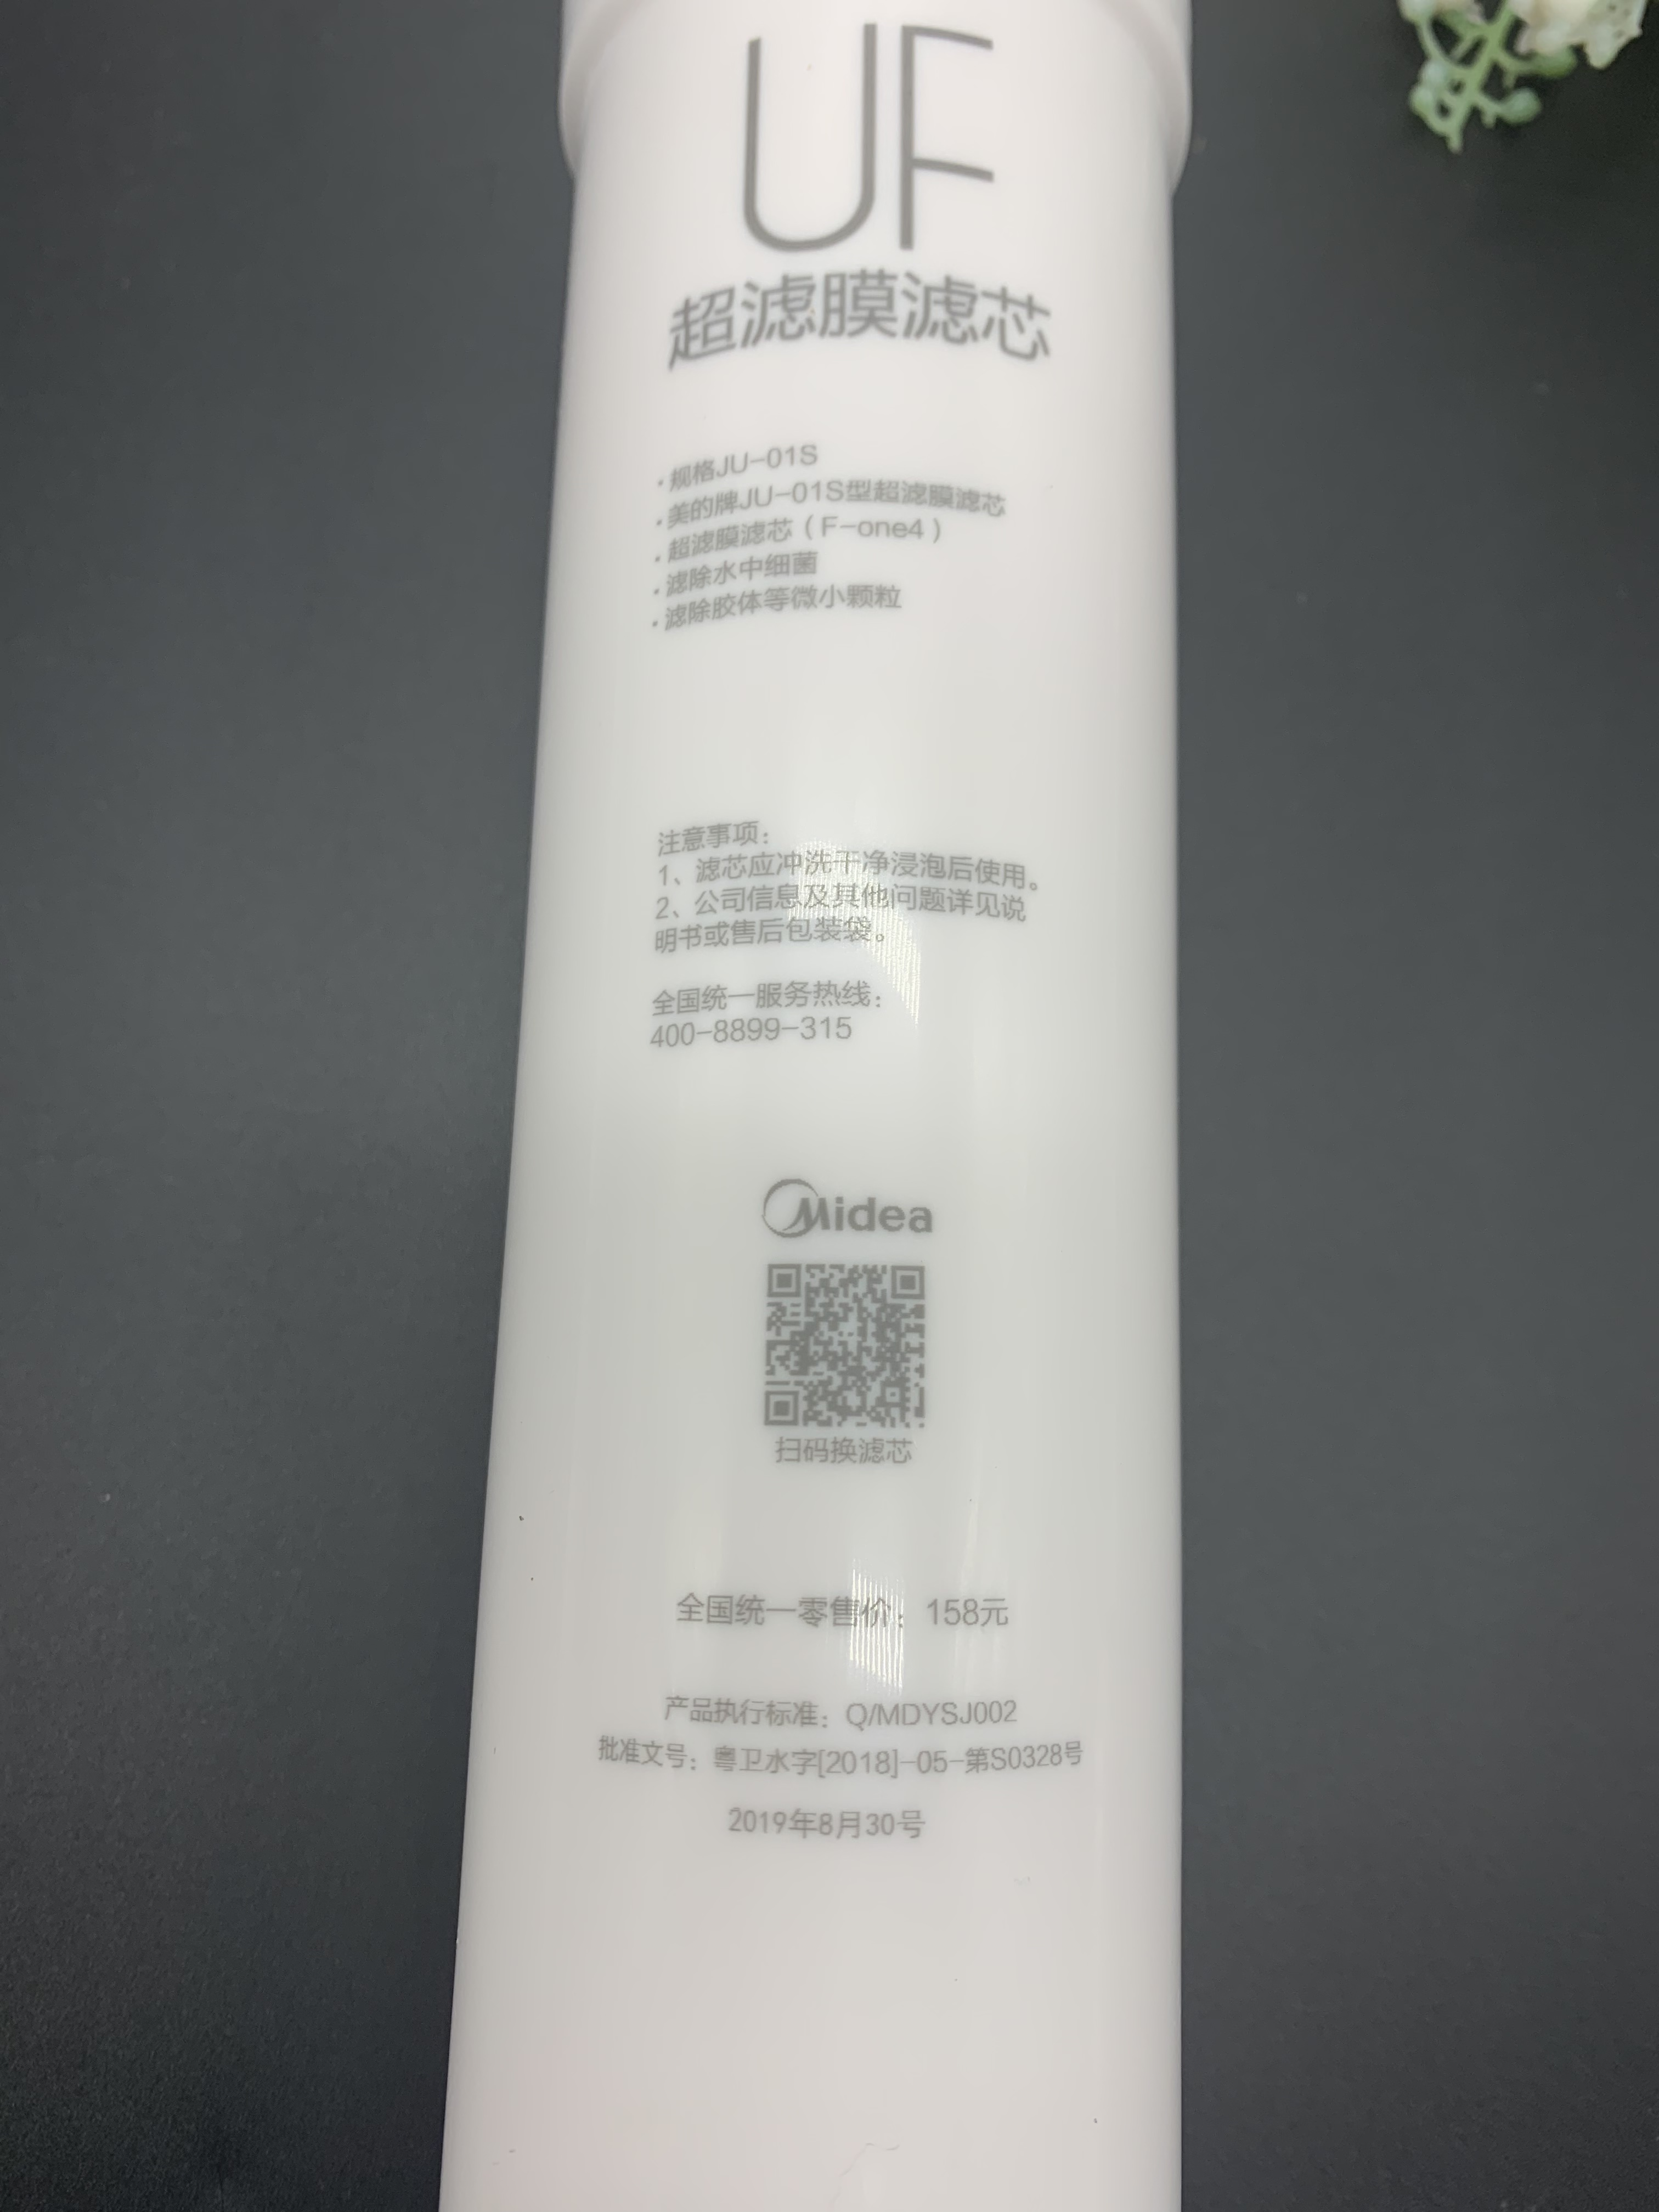 UF
超滤膜滤芯
·规格JU-01S
·美的牌JU-01S型超滤膜滤芯
·超滤膜滤芯（F-one4）
·滤除水中细菌
·滤除胶体等微小颗粒
注意事项：
1、滤芯应冲洗干净浸泡后使用。
2、公司信息及其他问题详见说
明书或售后包装袋。
全国统一服务热线：
400-8899-315
Midea
扫码换滤芯
全国统一零售价：158元
产品执行标准：Q/MDYSJ002
批准文号：粤卫水字[2018]-05-第S0328号
2019年8月30号